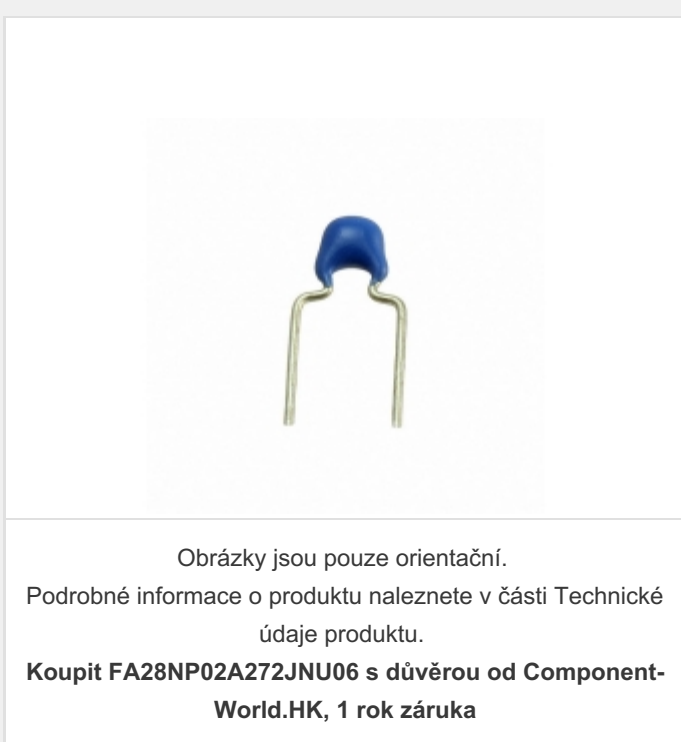 Obrázky jsou pouze orientační.
Podrobné informace o produktu naleznete v části Technické
údaje produktu.
Koupit FA28NP02A272JNU06 s důvěrou od Component-
World.HK, 1 rok záruka